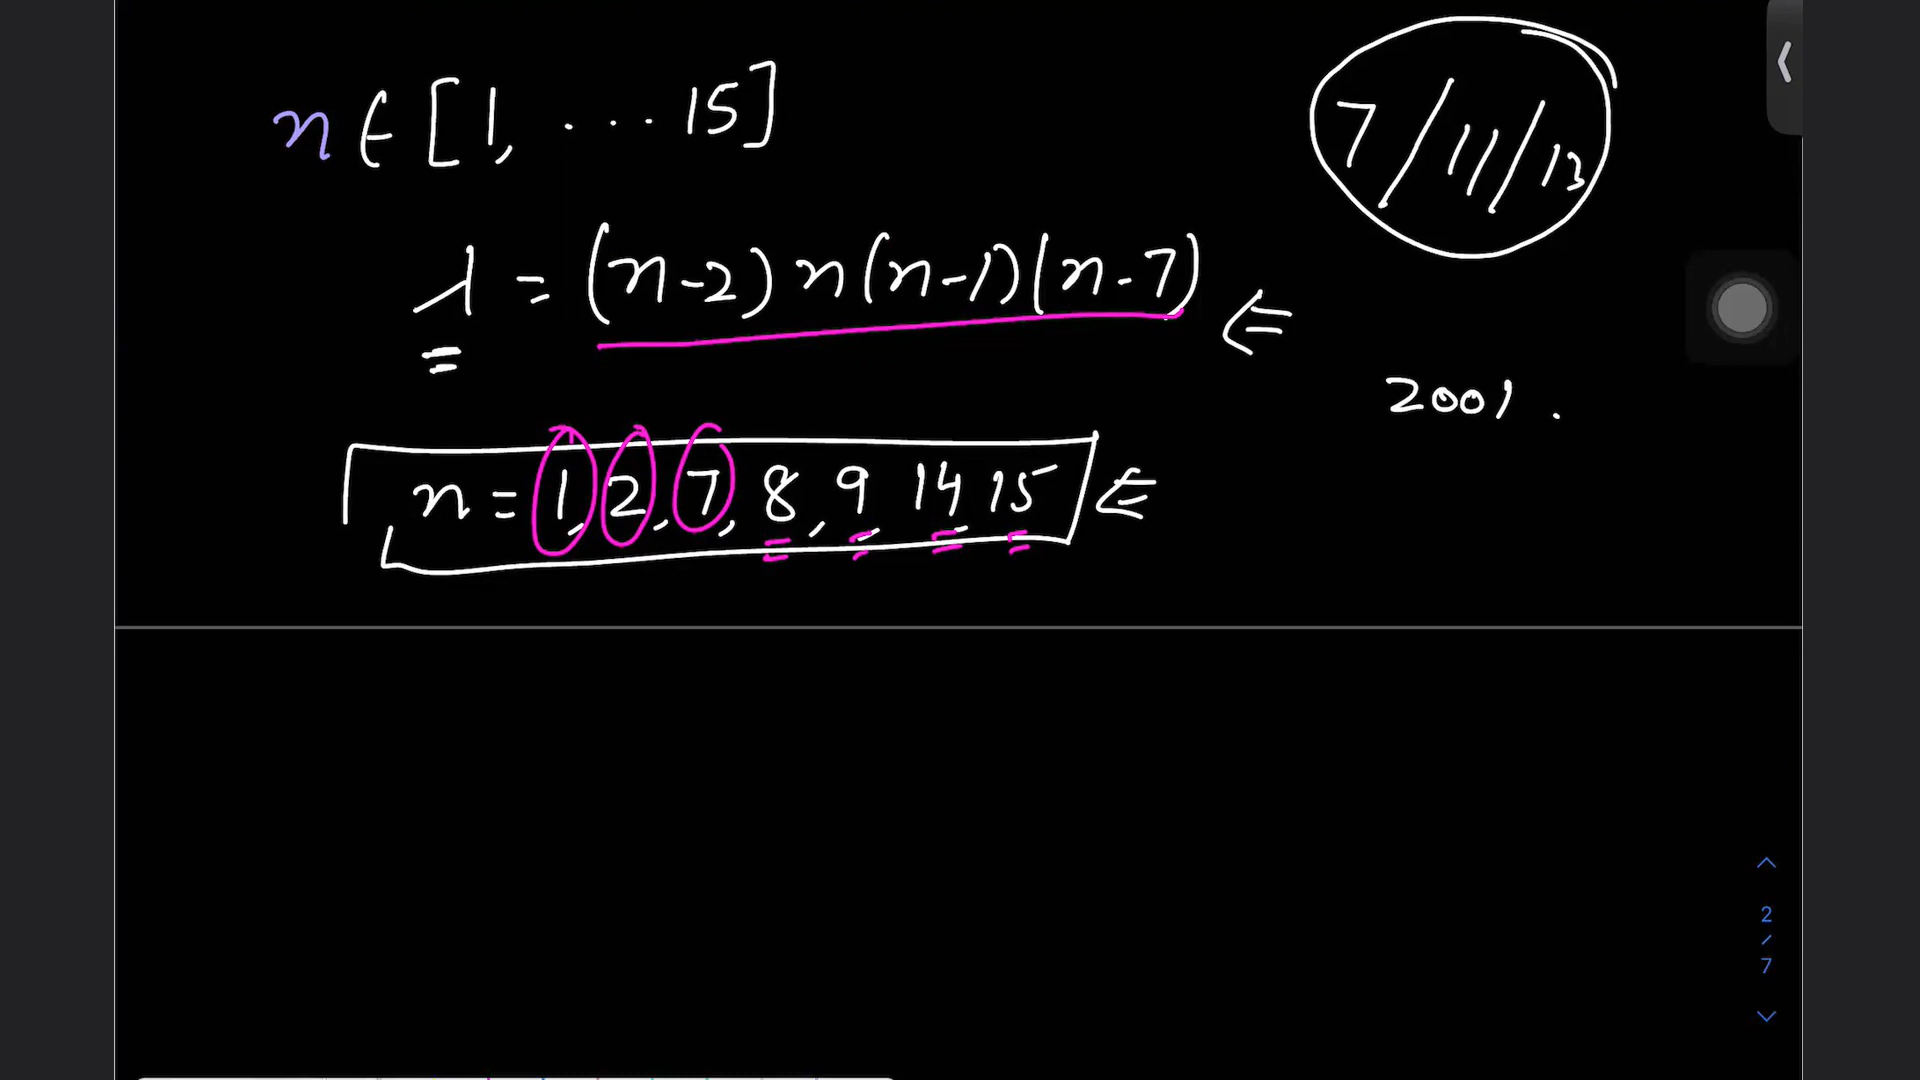 n ∈ [1, ... 15]
7/11/13
λ = (n-2) n (n-1) (n-7) ⇐
2001.
n = 1, 2, 7, 8, 9, 14, 15 ⇐
2
/
7